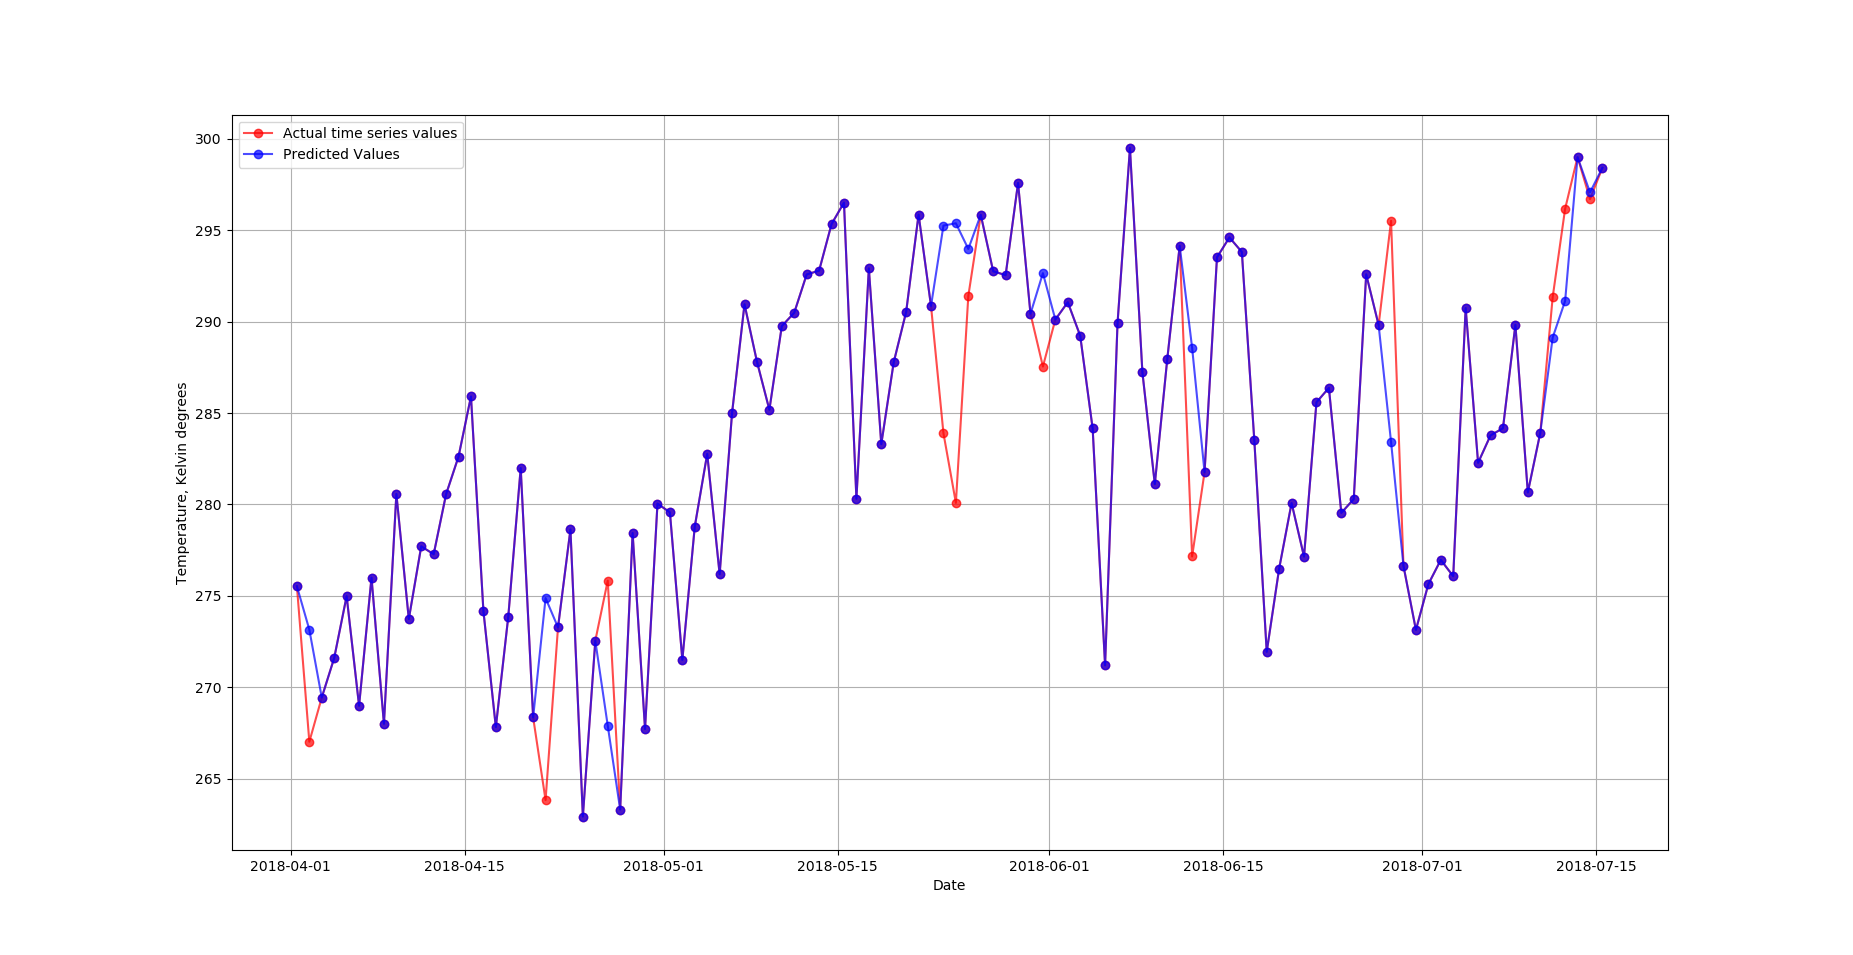 Actual time series values
Predicted Values
300
295
290
285
280
275
270
265
Temperature, Kelvin degrees
2018-04-01 2018-04-15 2018-05-01 2018-05-15 2018-06-01 2018-06-15 2018-07-01 2018-07-15
Date